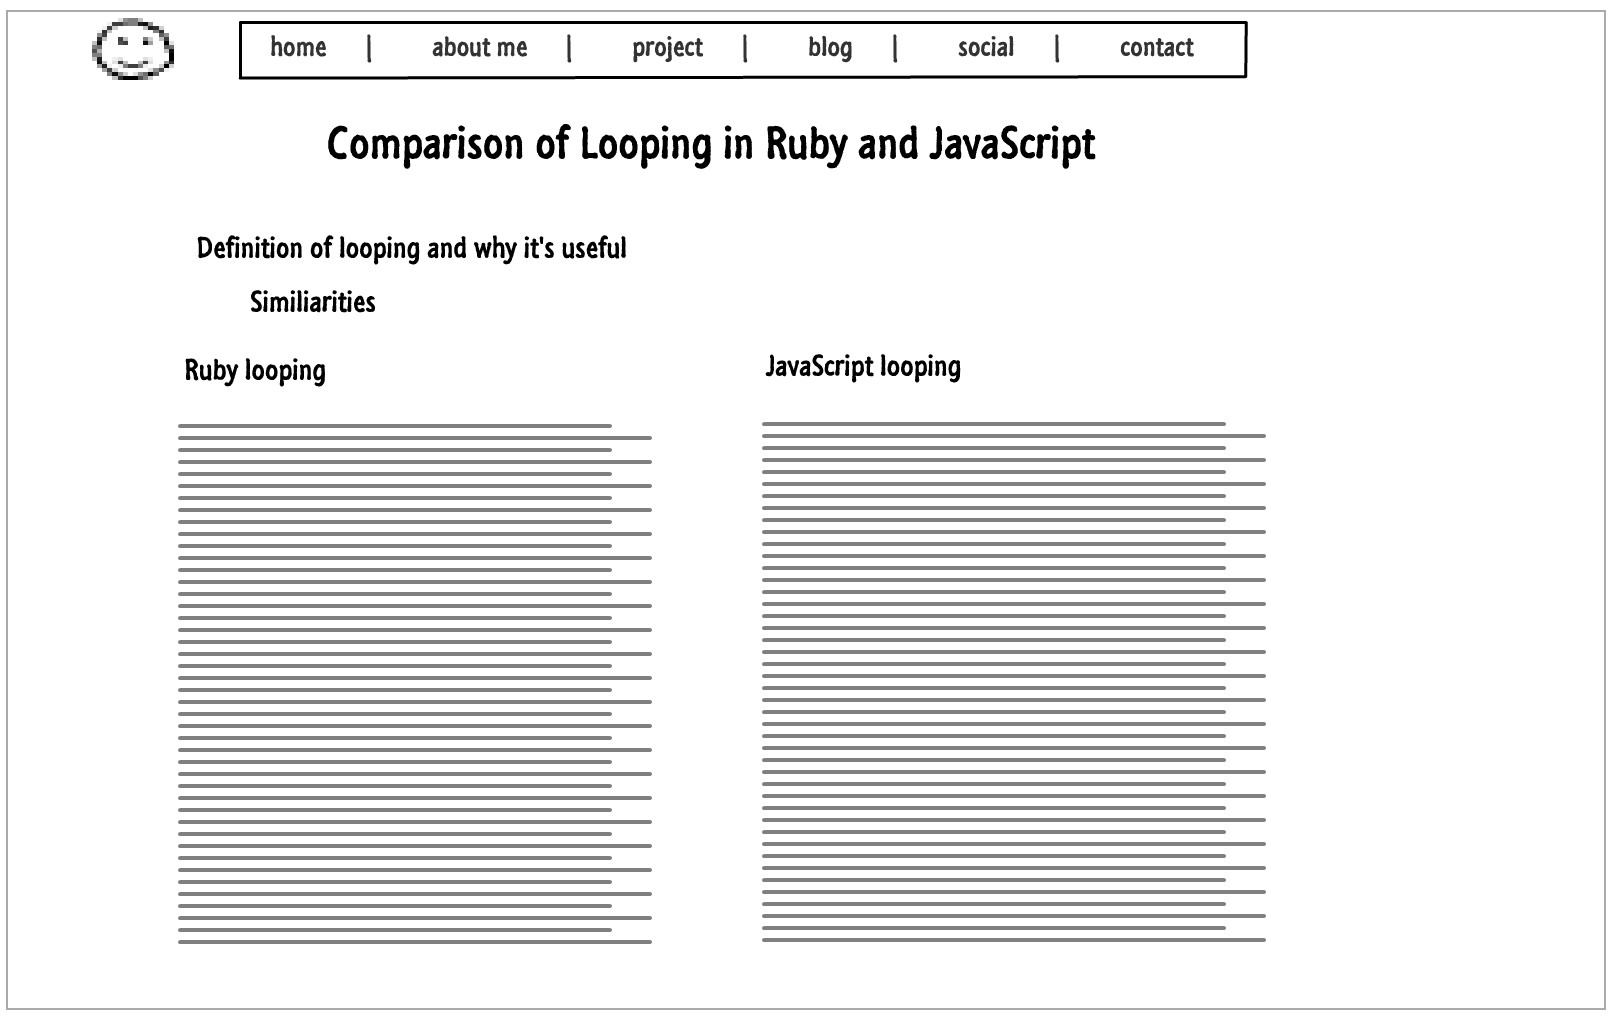 home | about me | project | blog | social | contact
Comparison of Looping in Ruby and JavaScript
Definition of looping and why it's useful
Similiarities
Ruby looping
JavaScript looping